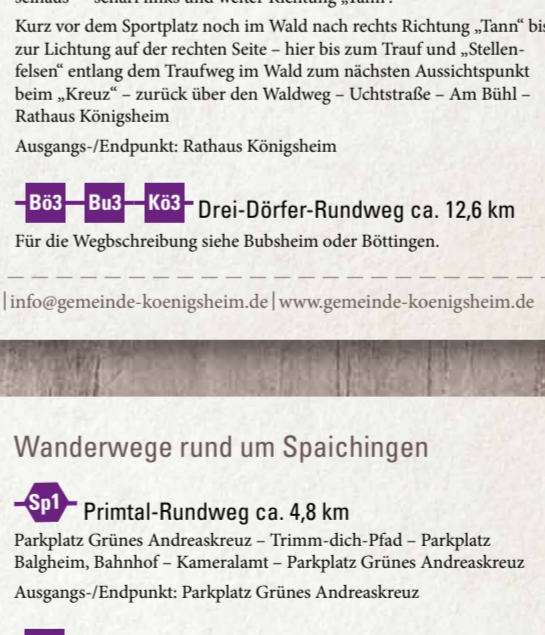 Kurz vor dem Sportplatz noch im Wald nach rechts Richtung „Tann“ bis
zur Lichtung auf der rechten Seite – hier bis zum Trauf und „Stellen-
felsen“ entlang dem Traufweg im Wald zum nächsten Aussichtspunkt
beim „Kreuz“ – zurück über den Waldweg – Uchtstraße – Am Bühl –
Rathaus Königsheim
Ausgangs-/Endpunkt: Rathaus Königsheim
Bö3 Bu3 Kö3 Drei-Dörfer-Rundweg ca. 12,6 km
Für die Wegbschreibung siehe Bubsheim oder Böttingen.
|info@gemeinde-koenigsheim.de|www.gemeinde-koenigsheim.de
Wanderwege rund um Spaichingen
Sp1 Primtal-Rundweg ca. 4,8 km
Parkplatz Grünes Andreaskreuz – Trimm-dich-Pfad – Parkplatz
Balgheim, Bahnhof – Kameralamt – Parkplatz Grünes Andreaskreuz
Ausgangs-/Endpunkt: Parkplatz Grünes Andreaskreuz